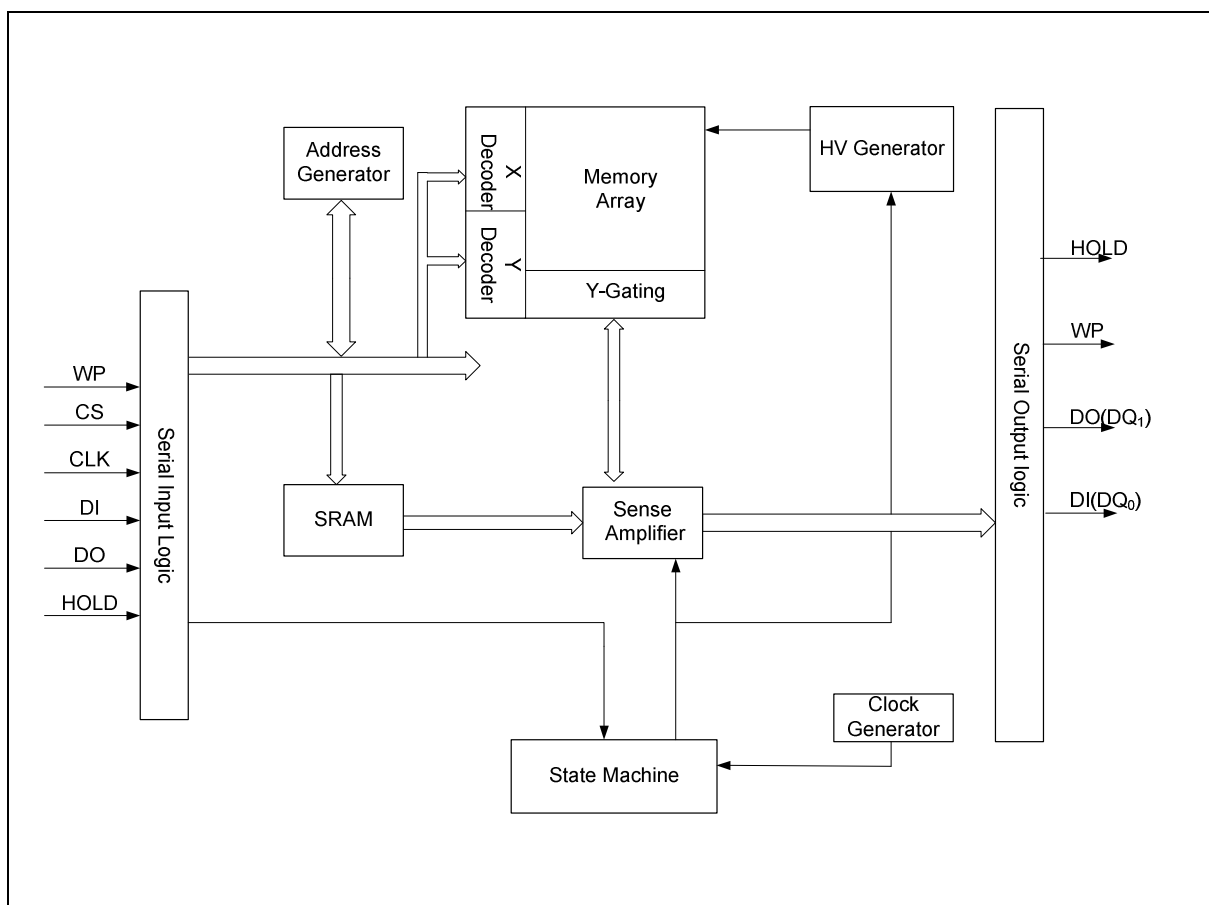 Address
Generator
X
Decoder
Y
Decoder
Memory
Array
Y-Gating
HV Generator
WP
CS
CLK
DI
DO
HOLD
Serial Input Logic
SRAM
Sense
Amplifier
State Machine
Clock
Generator
Serial Output logic
HOLD
WP
DO(DQ₁)
DI(DQ₀)